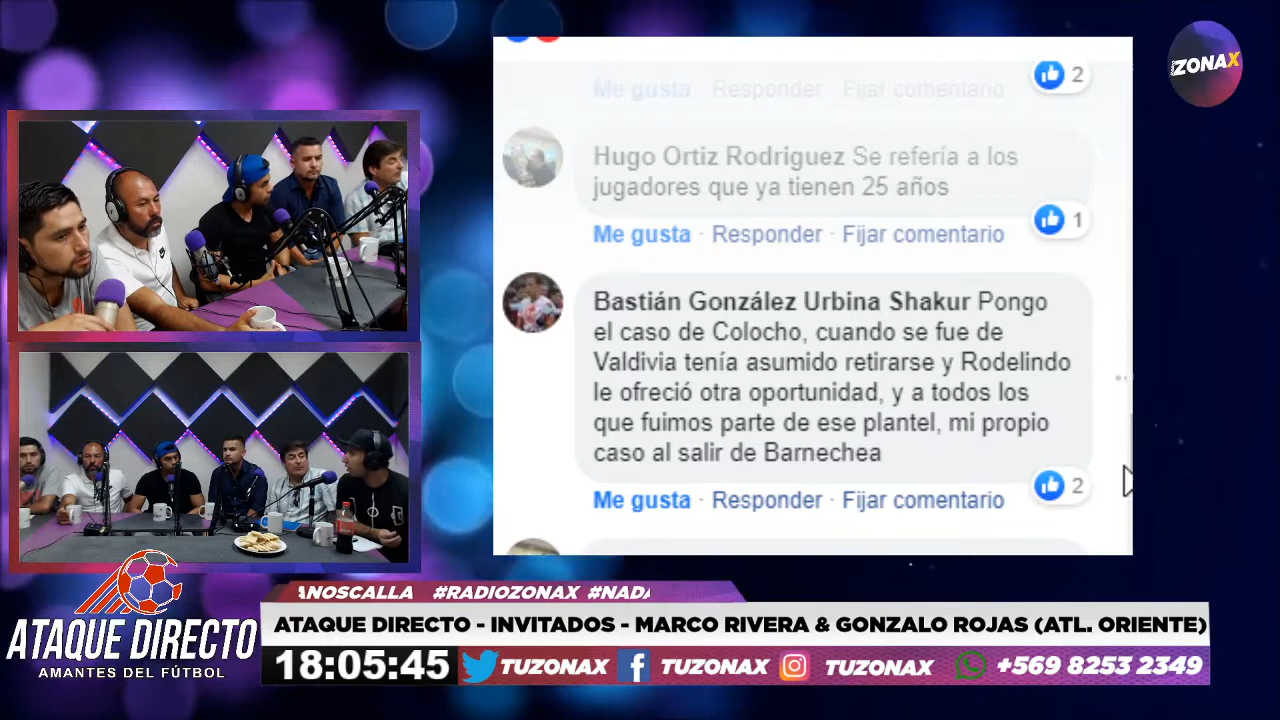 ZONAX
2
Me gusta Responder Fijar comentario
Hugo Ortiz Rodriguez Se refería a los
jugadores que ya tienen 25 años
1
Me gusta · Responder · Fijar comentario
Bastián González Urbina Shakur Pongo
el caso de Colocho, cuando se fue de
Valdivia tenía asumido retirarse y Rodelindo
le ofreció otra oportunidad, y a todos los
que fuimos parte de ese plantel, mi propio
caso al salir de Barnechea
2
Me gusta · Responder · Fijar comentario
ATAQUE DIRECTO
AMANTES DEL FÚTBOL
ANOSCALLA #RADIOZONAX #NADA
ATAQUE DIRECTO - INVITADOS - MARCO RIVERA & GONZALO ROJAS (ATL. ORIENTE)
18:05:45 TUZONAX TUZONAX TUZONAX +569 8253 2349